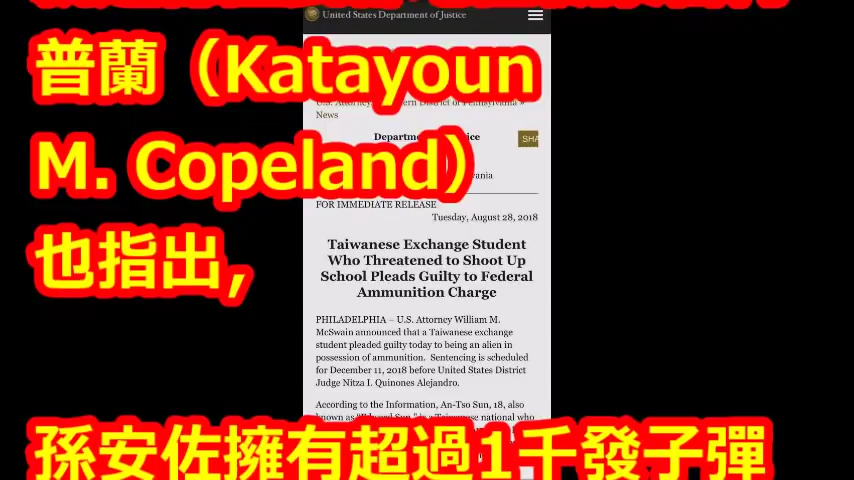 United States Department of Justice
普蘭（Katayoun
M. Copeland）
也指出，
News
SHA
FOR IMMEDIATE RELEASE
Tuesday, August 28, 2018
Taiwanese Exchange Student
Who Threatened to Shoot Up
School Pleads Guilty to Federal
Ammunition Charge
PHILADELPHIA – U.S. Attorney William M.
McSwain announced that a Taiwanese exchange
student pleaded guilty today to being an alien in
possession of ammunition. Sentencing is scheduled
for December 11, 2018 before United States District
Judge Nitza I. Quinones Alejandro.
According to the Information, An-Tso Sun, 18, also
孫安佐擁有超過1千發子彈